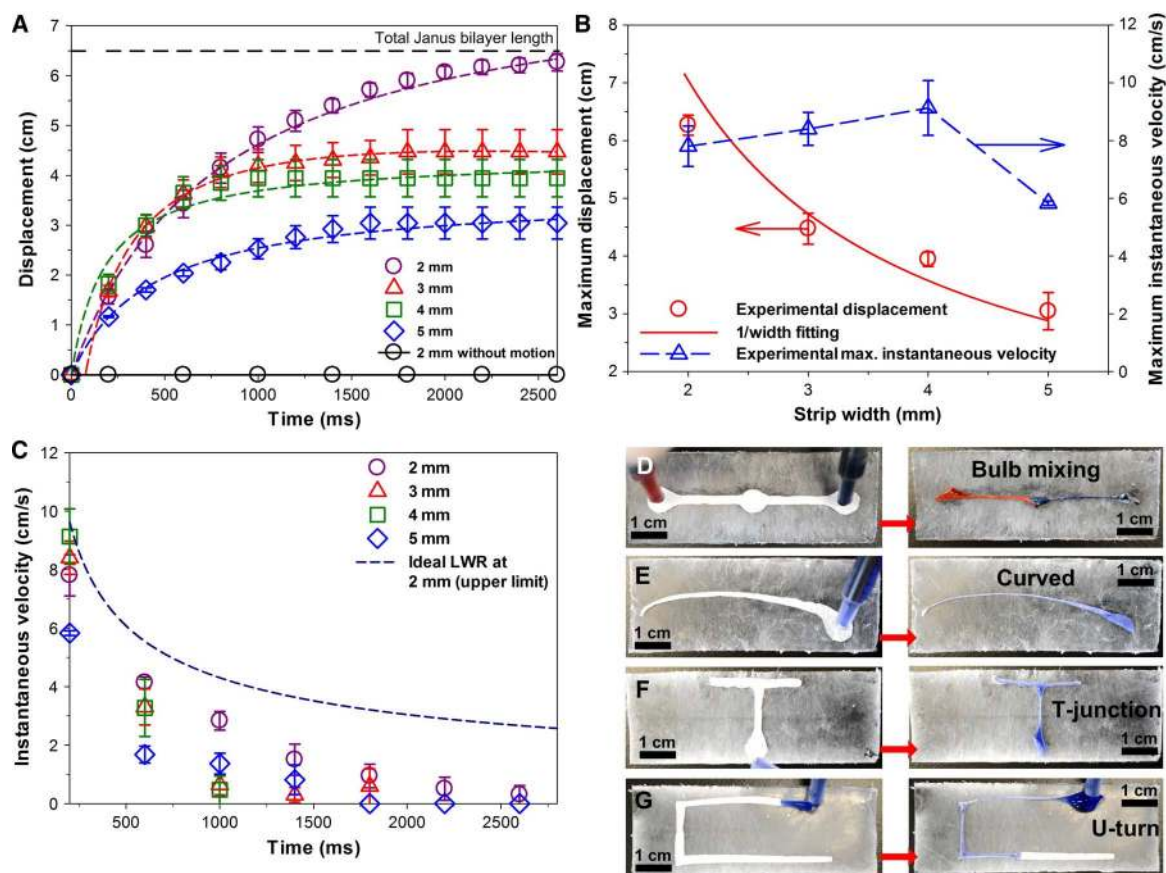 A
7
6
5
4
3
2
1
0
Displacement (cm)
Total Janus bilayer length
2 mm
3 mm
4 mm
5 mm
2 mm without motion
0 500 1000 1500 2000 2500
Time (ms)
B
8
7
6
5
4
3
2
Maximum displacement (cm)
12
10
8
6
4
2
0
Maximum instantaneous velocity (cm/s)
Experimental displacement
1/width fitting
Experimental max. instantaneous velocity
2 3 4 5
Strip width (mm)
C
12
10
8
6
4
2
0
Instantaneous velocity (cm/s)
2 mm
3 mm
4 mm
5 mm
Ideal LWR at
2 mm (upper limit)
500 1000 1500 2000 2500
Time (ms)
D
1 cm
Bulb mixing
1 cm
E
1 cm
Curved
1 cm
F
1 cm
T-junction
1 cm
G
1 cm
1 cm
U-turn